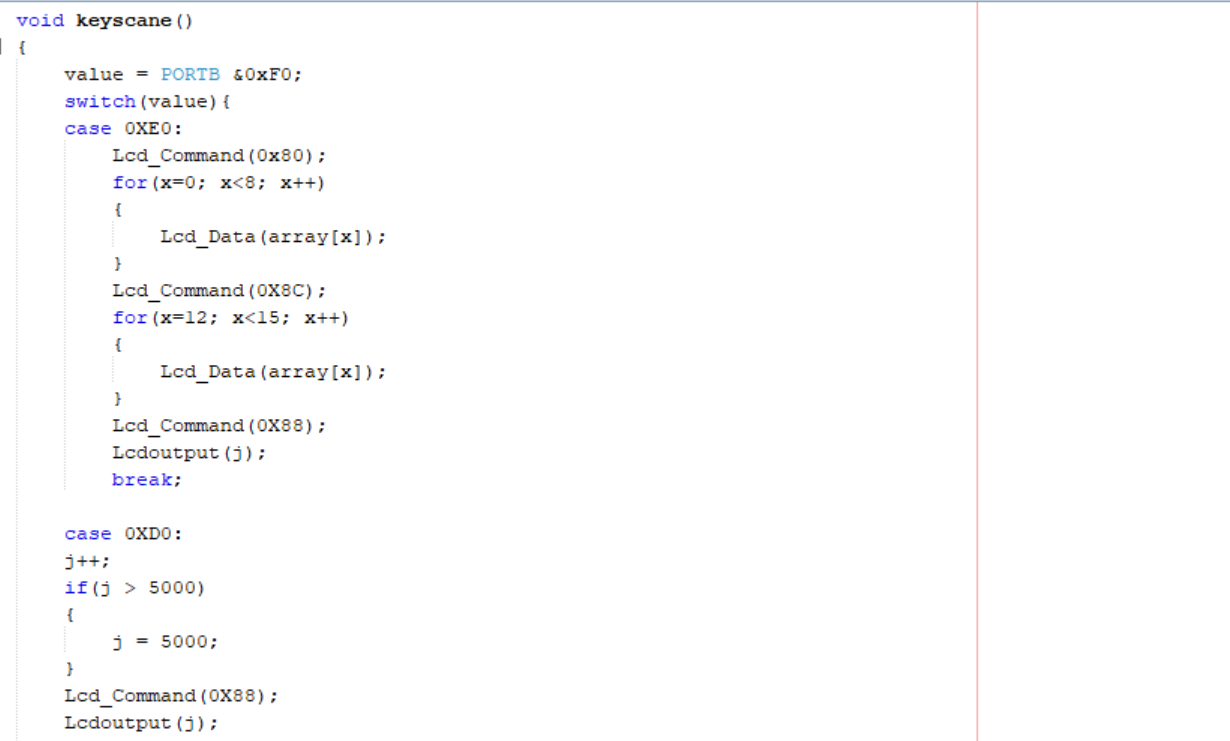 void keyscane()
{
    value = PORTB &0xF0;
    switch(value){
    case 0XE0:
        Lcd_Command(0x80);
        for(x=0; x<8; x++)
        {
            Lcd_Data(array[x]);
        }
        Lcd_Command(0X8C);
        for(x=12; x<15; x++)
        {
            Lcd_Data(array[x]);
        }
        Lcd_Command(0X88);
        Lcdoutput(j);
        break;

    case 0XD0:
    j++;
    if(j > 5000)
    {
        j = 5000;
    }
    Lcd_Command(0X88);
    Lcdoutput(j);